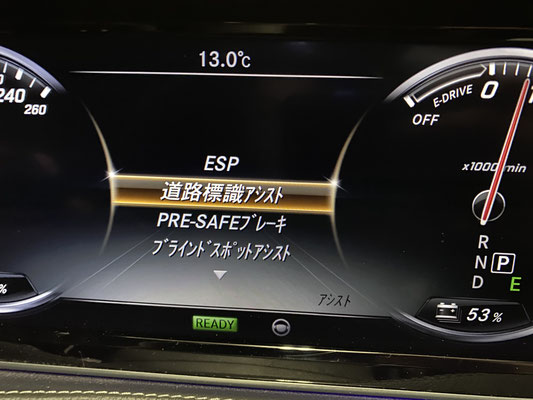 13.0℃
240
260
E-DRIVE
OFF
0
1
x1000/min
ESP
道路標識ｱｼｽﾄ
PRE-SAFEﾌﾞﾚｰｷ
ﾌﾞﾗｲﾝﾄﾞｽﾎﾟｯﾄｱｼｽﾄ
ｱｼｽﾄ
R
N P
D E
%
READY
53 %